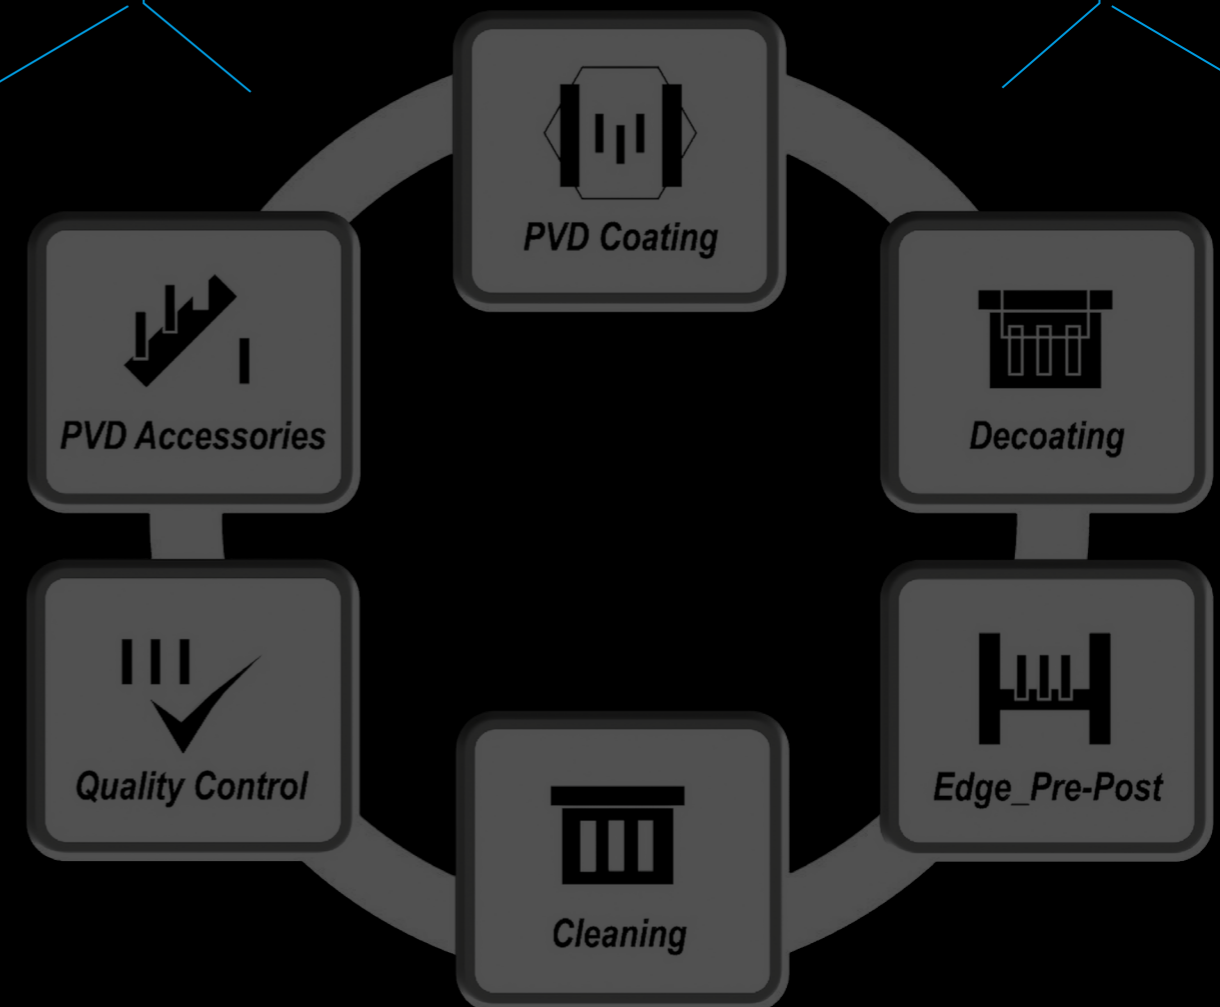 PVD Coating
PVD Accessories
Decoating
Quality Control
Edge_Pre-Post
Cleaning